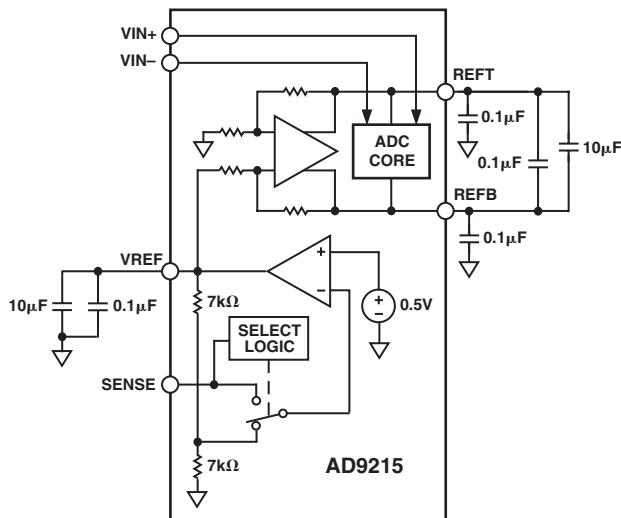 VIN+
VIN–
REFT
0.1µF
0.1µF
10µF
ADC
CORE
REFB
0.1µF
VREF
10µF
0.1µF
7kΩ
+
–
+
–
0.5V
SELECT
LOGIC
SENSE
7kΩ
AD9215